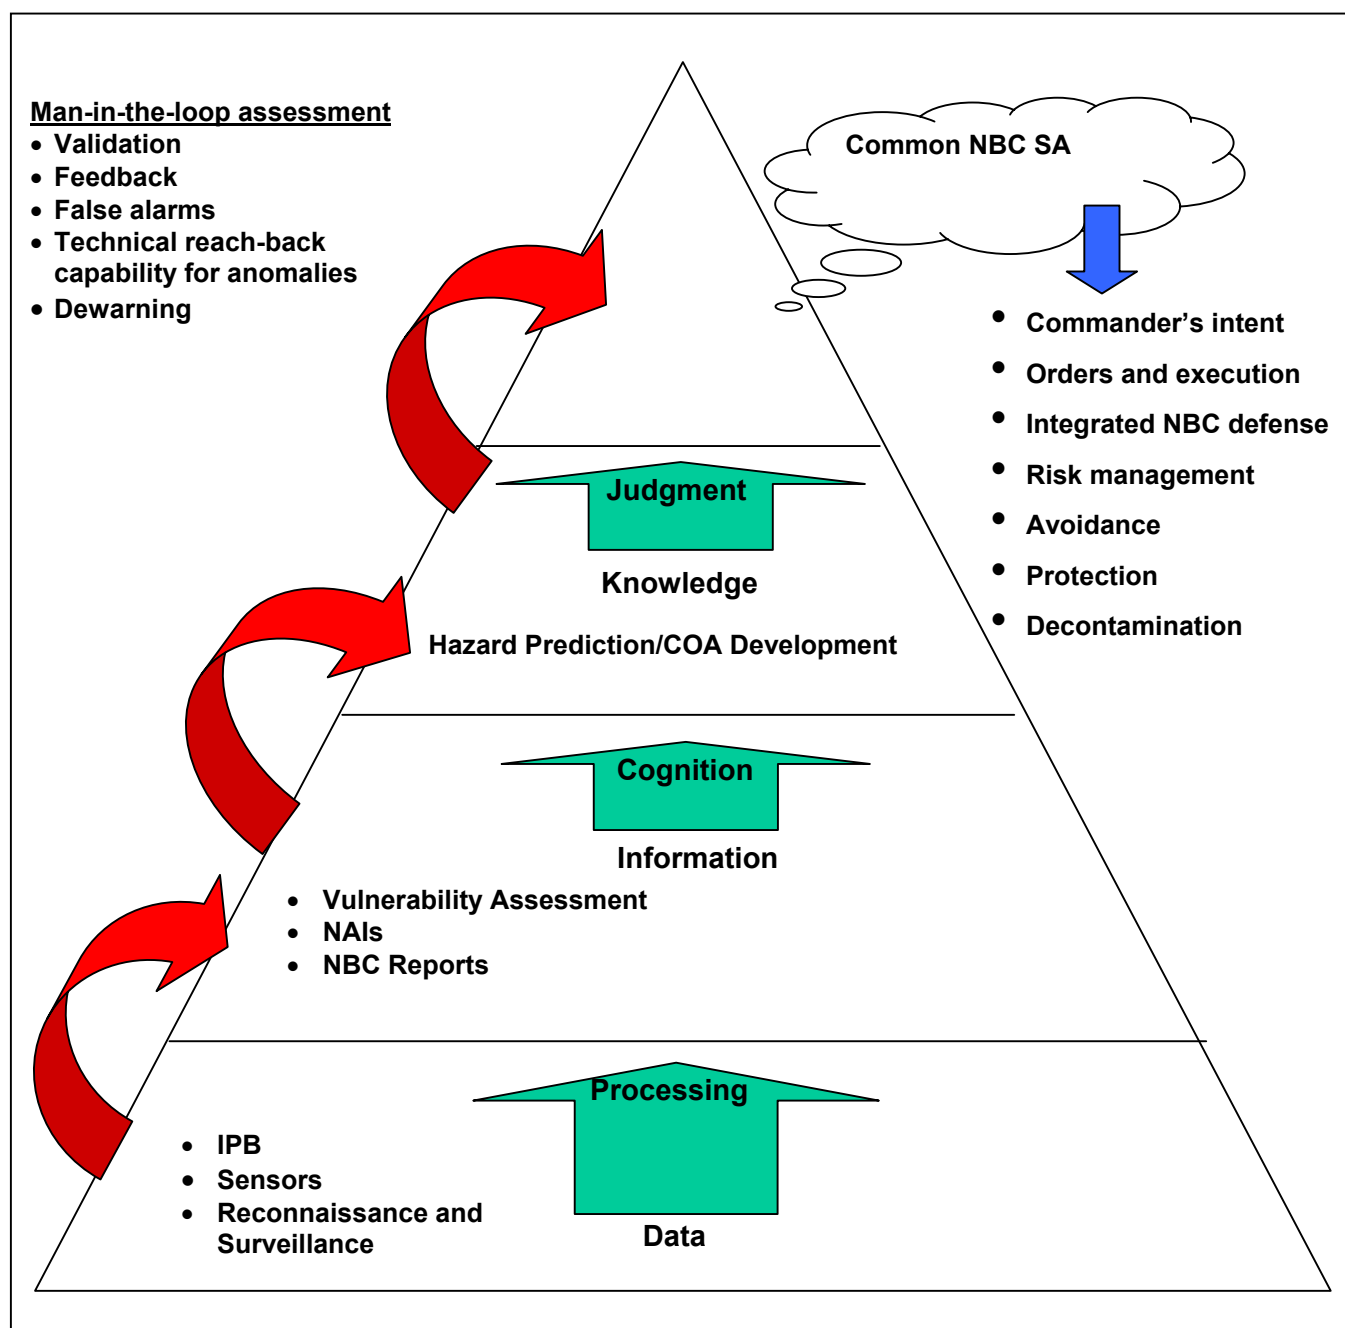 Man-in-the-loop assessment
• Validation
• Feedback
• False alarms
• Technical reach-back
capability for anomalies
• Dewarning
Common NBC SA
• Commander’s intent
• Orders and execution
• Integrated NBC defense
• Risk management
• Avoidance
• Protection
• Decontamination
Judgment
Knowledge
Hazard Prediction/COA Development
Cognition
Information
• Vulnerability Assessment
• NAIs
• NBC Reports
Processing
• IPB
• Sensors
• Reconnaissance and
Surveillance
Data